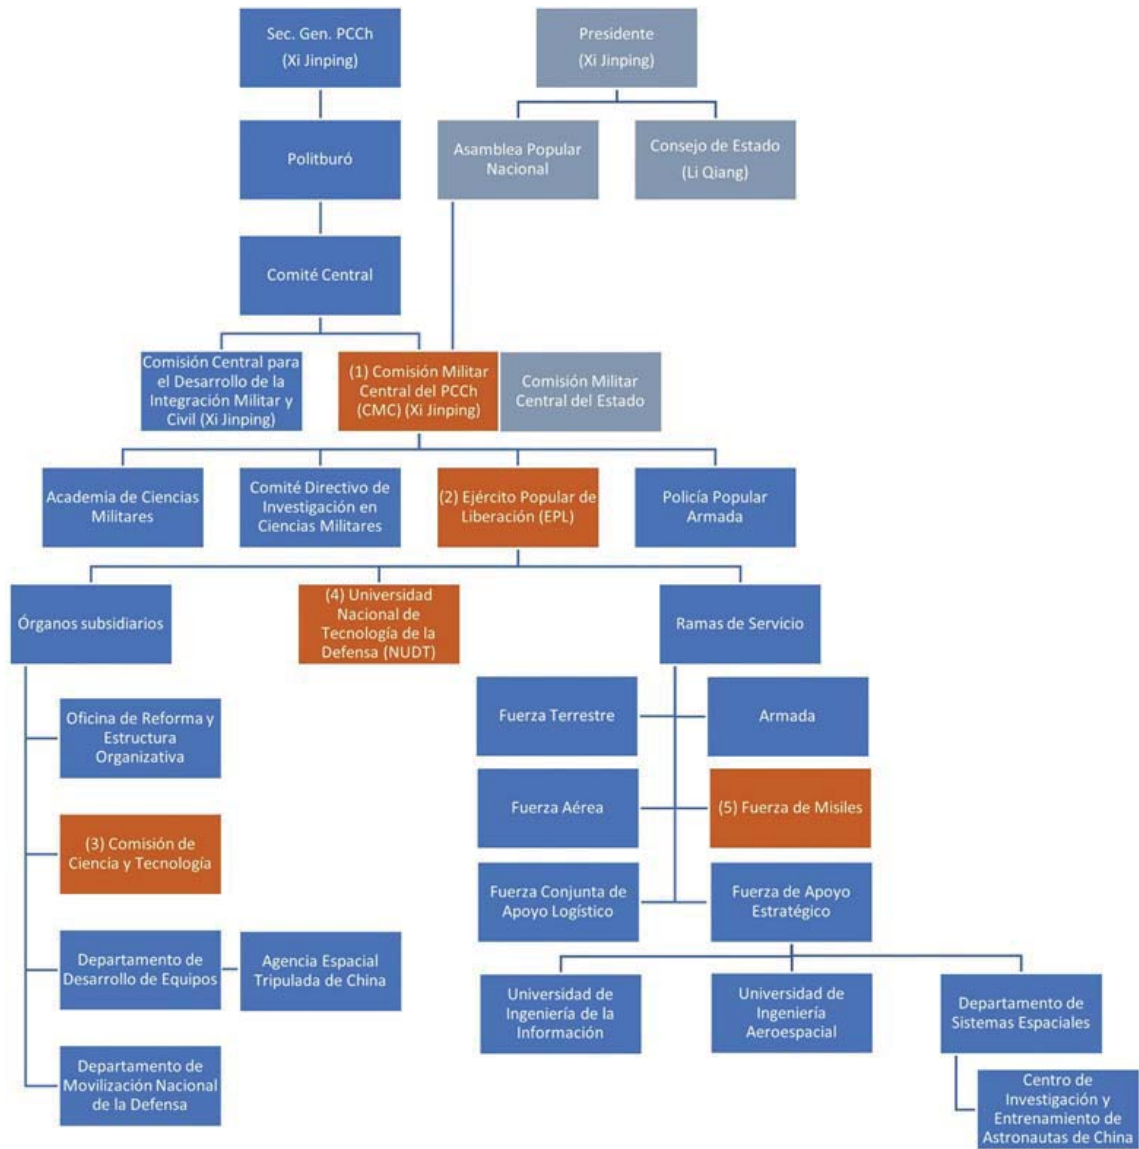 Sec. Gen. PCCh
(Xi Jinping)
Presidente
(Xi Jinping)
Politburó
Asamblea Popular
Nacional
Consejo de Estado
(Li Qiang)
Comité Central
Comisión Central para
el Desarrollo de la
Integración Militar y
Civil (Xi Jinping)
(1) Comisión Militar
Central del PCCh
(CMC) (Xi Jinping)
Comisión Militar
Central del Estado
Academia de Ciencias
Militares
Comité Directivo de
Investigación en
Ciencias Militares
(2) Ejército Popular de
Liberación (EPL)
Policía Popular
Armada
Órganos subsidiarios
(4) Universidad
Nacional de
Tecnología de la
Defensa (NUDT)
Ramas de Servicio
Oficina de Reforma y
Estructura
Organizativa
Fuerza Terrestre
Armada
(3) Comisión de
Ciencia y Tecnología
Fuerza Aérea
(5) Fuerza de Misiles
Fuerza Conjunta de
Apoyo Logístico
Fuerza de Apoyo
Estratégico
Departamento de
Desarrollo de Equipos
Agencia Espacial
Tripulada de China
Universidad de
Ingeniería de la
Información
Universidad de
Ingeniería
Aeroespacial
Departamento de
Sistemas Espaciales
Departamento de
Movilización Nacional
de la Defensa
Centro de
Investigación y
Entrenamiento de
Astronautas de China